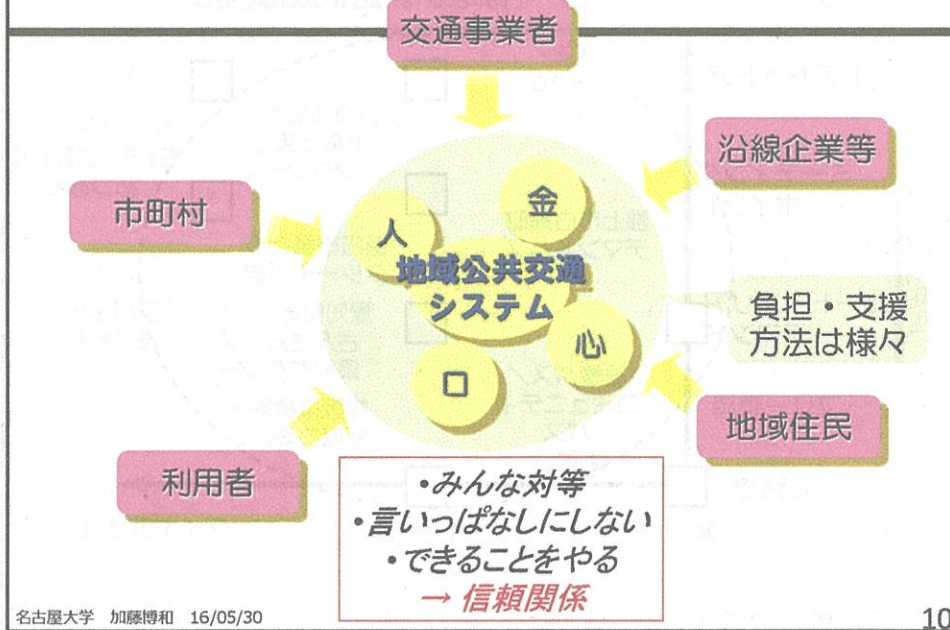 交通事業者
沿線企業等
市町村
金
人
地域公共交通
システム
負担・支援
方法は様々
心
口
地域住民
利用者
・みんな対等
・言いっぱなしにしない
・できることをやる
→ 信頼関係
名古屋大学 加藤博和 16/05/30
10